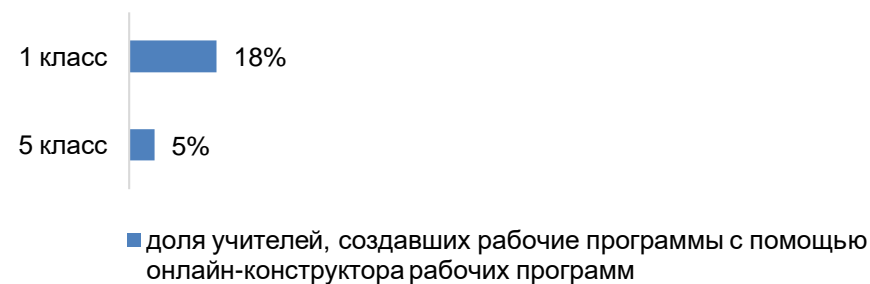 1 класс
18%
5 класс
5%
доля учителей, создавших рабочие программы с помощью
онлайн-конструктора рабочих программ